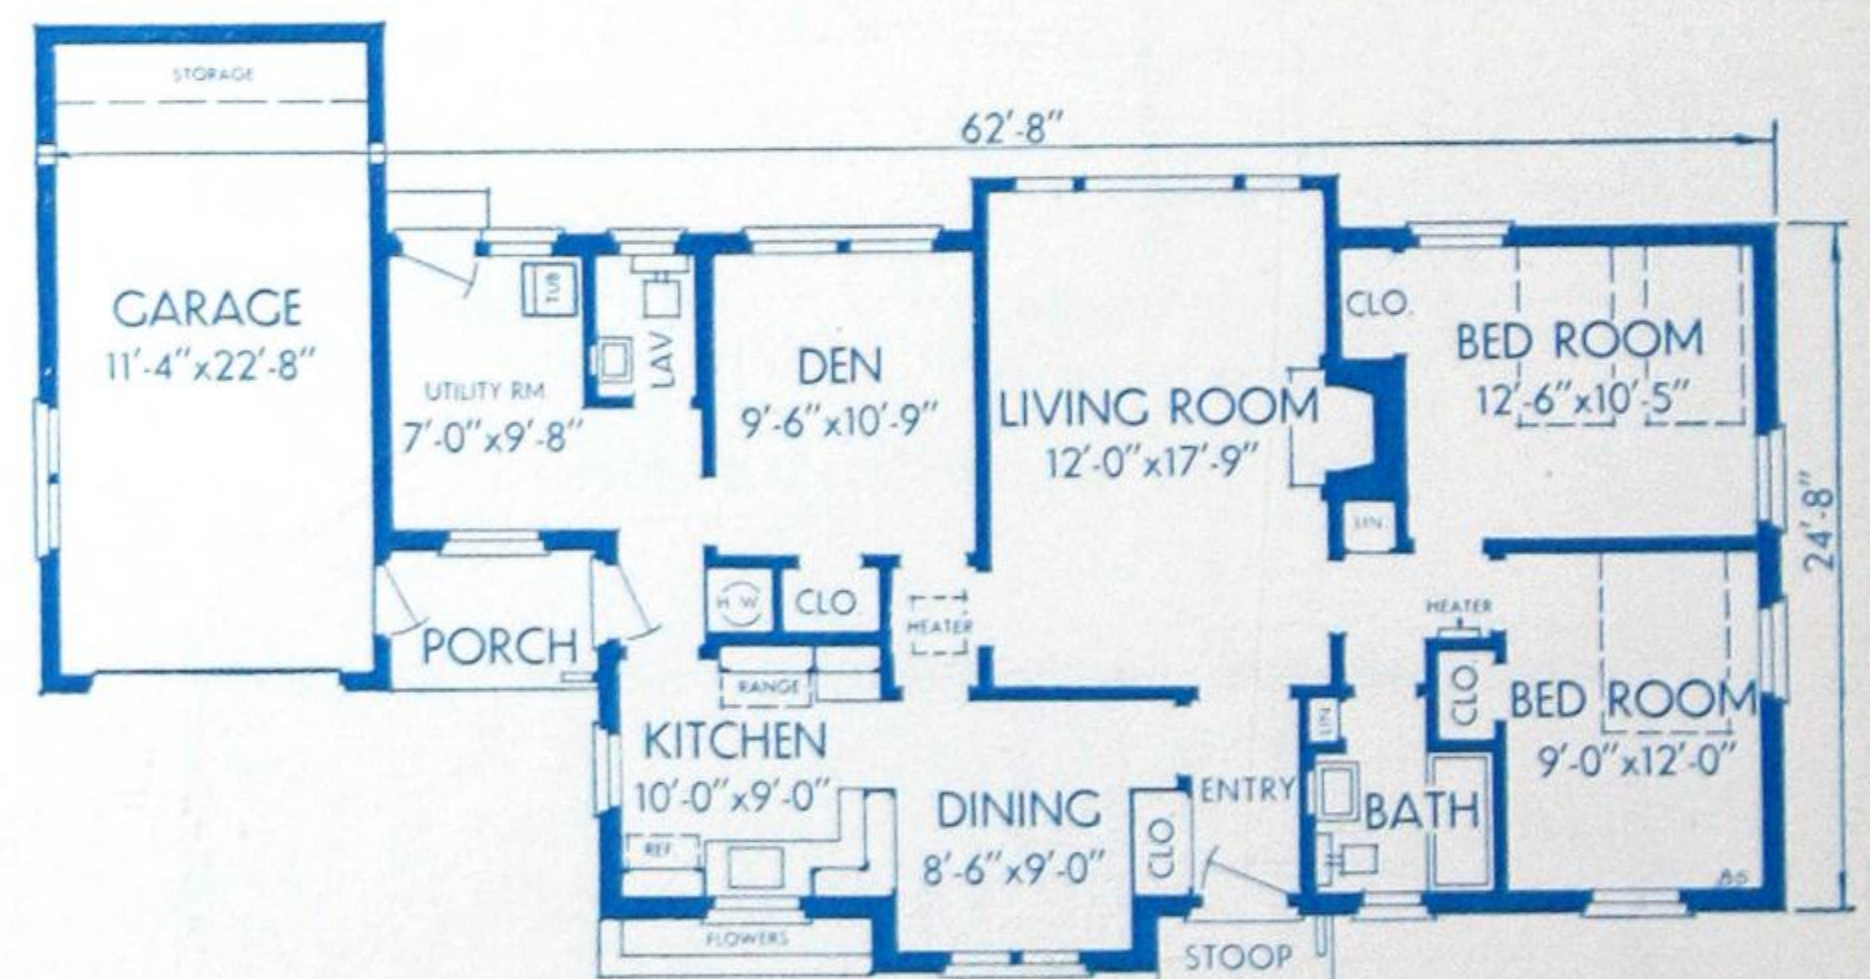 STORAGE
62'-8"
GARAGE
11'-4"x22'-8"
TUB
UTILITY RM
7'-0"x9'-8"
LAV
DEN
9'-6"x10'-9"
LIVING ROOM
12'-0"x17'-9"
CLO.
BED ROOM
12'-6"x10'-5"
24'-8"
LIN.
PORCH
H W
CLO
HEATER
HEATER
RANGE
KITCHEN
10'-0"x9'-0"
REF
FLOWERS
DINING
8'-6"x9'-0"
CLO
ENTRY
STOOP
LIN
BATH
CLO.
BED ROOM
9'-0"x12'-0"